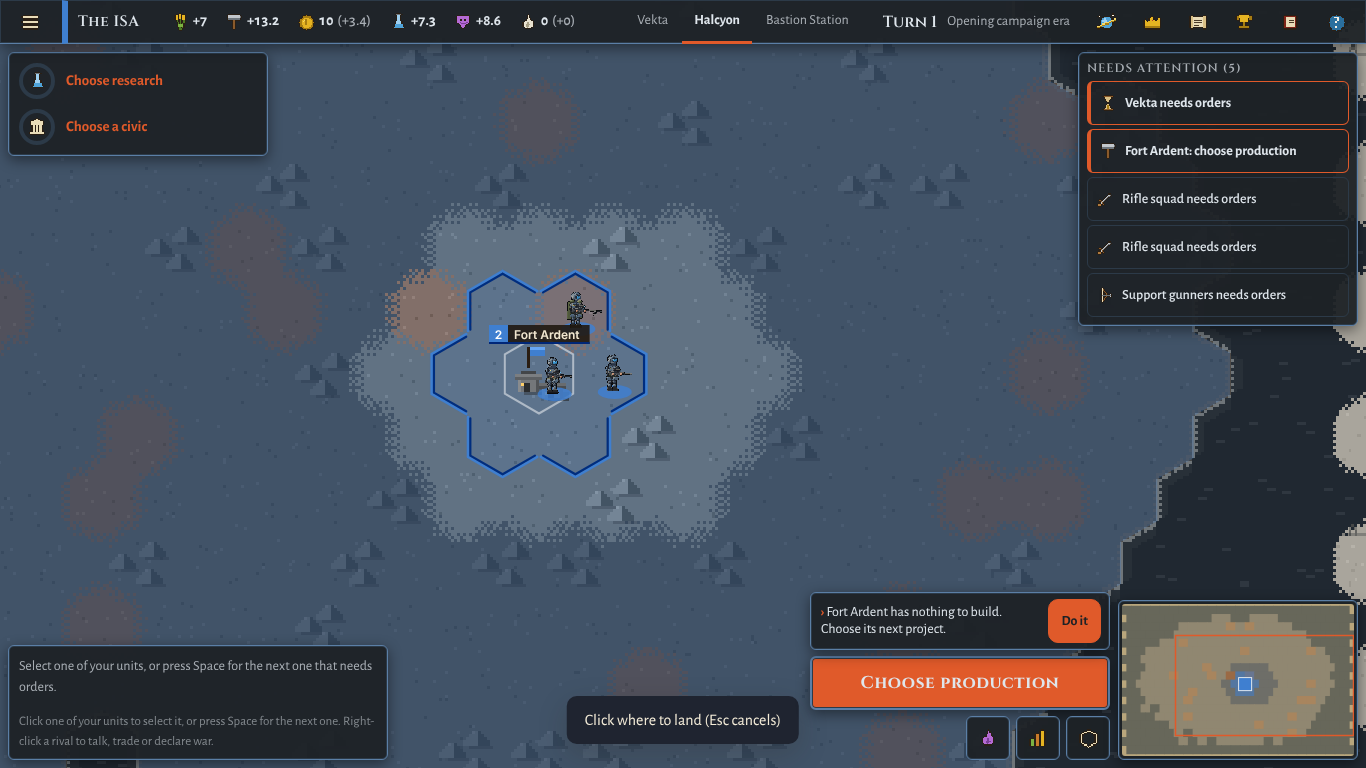 The ISA
+7
+13.2
10 (+3.4)
+7.3
+8.6
0 (+0)
Vekta
Halcyon
Bastion Station
Turn 1
Opening campaign era
?
Choose research
Choose a civic
NEEDS ATTENTION (5)
Vekta needs orders
Fort Ardent: choose production
Rifle squad needs orders
Rifle squad needs orders
Support gunners needs orders
2 Fort Ardent
› Fort Ardent has nothing to build.
Choose its next project.
Do it
Choose production
Select one of your units, or press Space for the next one that needs
orders.
Click one of your units to select it, or press Space for the next one. Right-
click a rival to talk, trade or declare war.
Click where to land (Esc cancels)